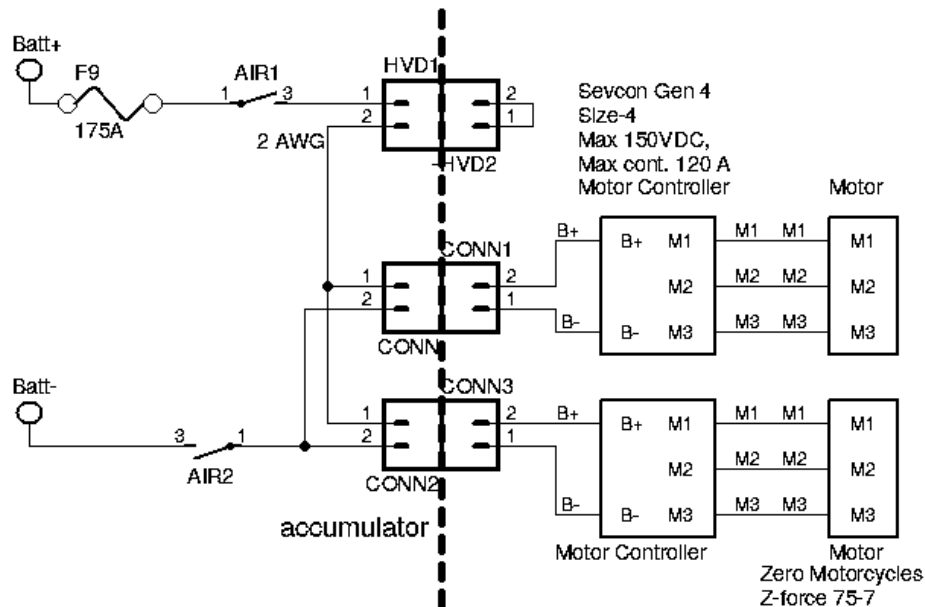 Batt+
F9
175A
AIR1
1 3
2 AWG
HVD1
1 2
2 1
HVD2
Sevcon Gen 4
Size-4
Max 150VDC,
Max cont. 120 A
Motor Controller
Motor
CONN1
1 2
2 1
CONN
B+
B-
B+ M1
M2
B- M3
M1 M1
M2 M2
M3 M3
M1
M2
M3
Batt-
3 1
AIR2
CONN3
1 2
2 1
CONN2
B+
B-
B+ M1
M2
B- M3
M1 M1
M2 M2
M3 M3
M1
M2
M3
accumulator
Motor Controller
Motor
Zero Motorcycles
Z-force 75-7